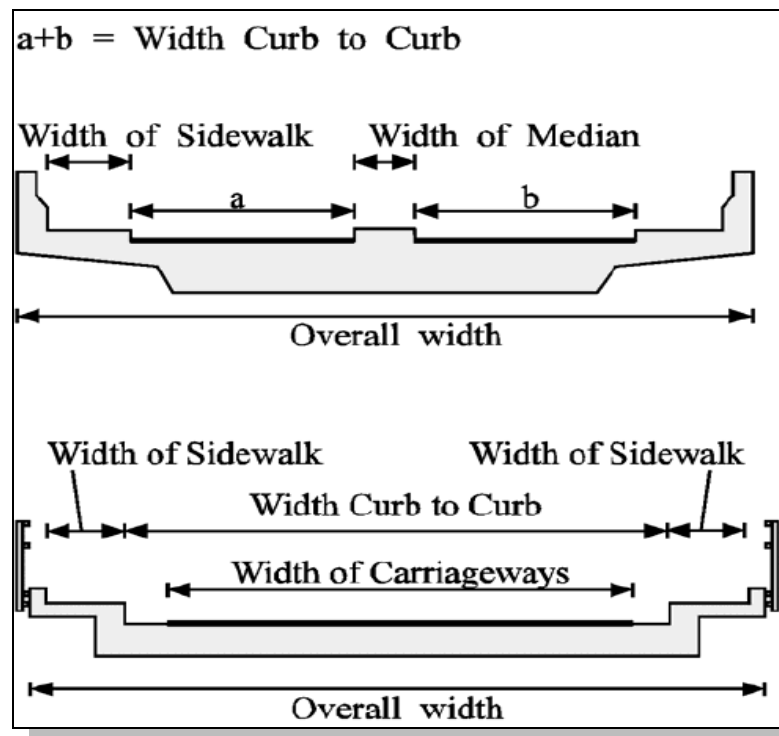 a+b = Width Curb to Curb
Width of Sidewalk Width of Median
a b
Overall width
Width of Sidewalk Width of Sidewalk
Width Curb to Curb
Width of Carriageways
Overall width